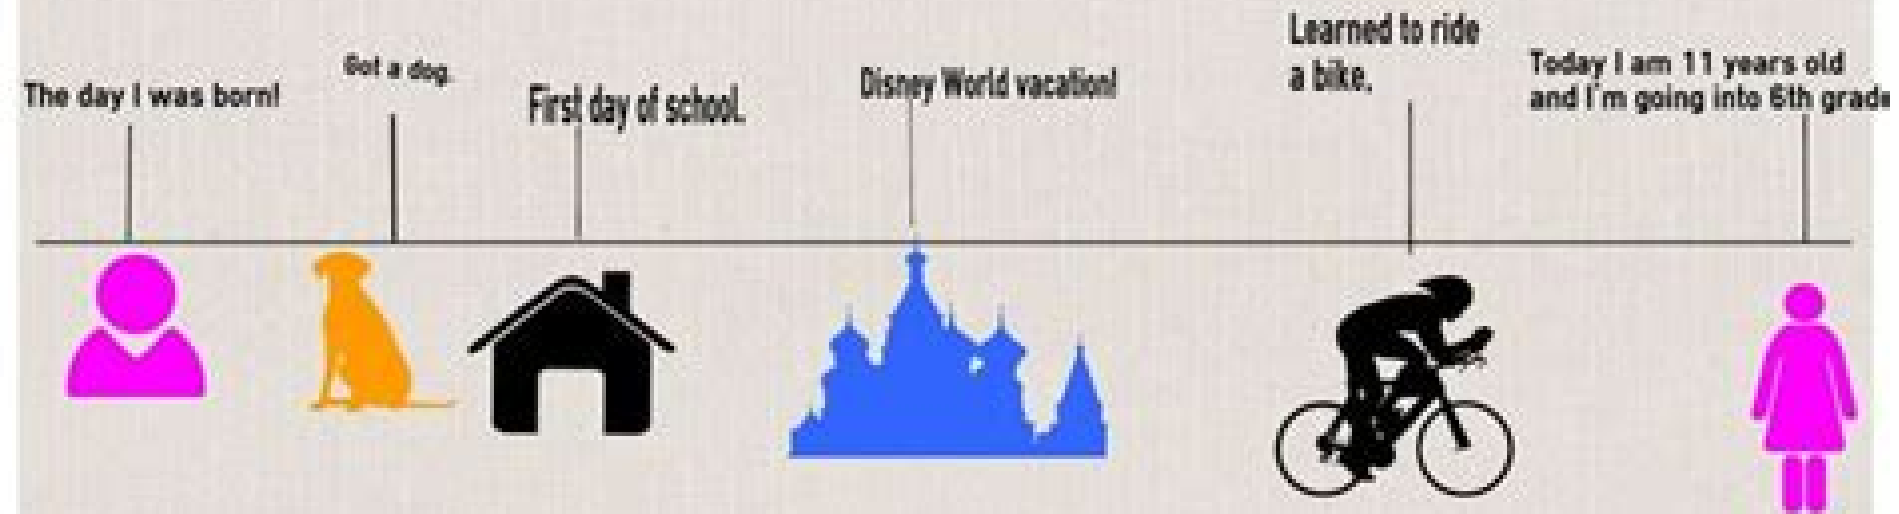 The day I was born!
Got a dog.
First day of school.
Disney World vacation!
Learned to ride
a bike.
Today I am 11 years old
and I'm going into 6th grade